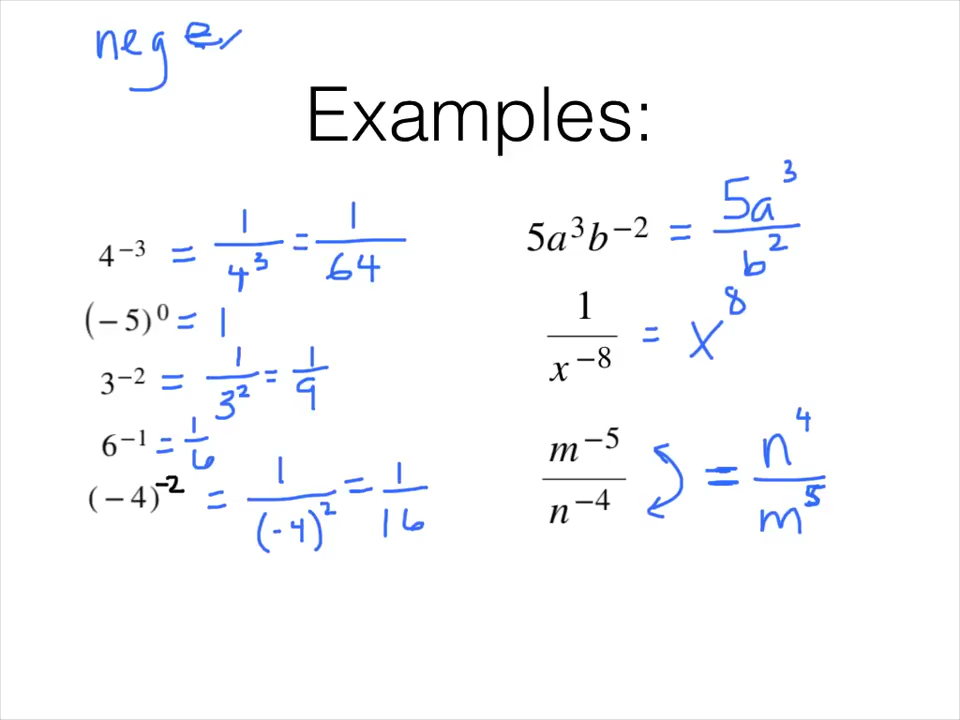 neg
Examples:
4⁻³ = 1/4³ = 1/64
(−5)⁰ = 1
3⁻² = 1/3² = 1/9
6⁻¹ = 1/6
(−4)⁻² = 1/(-4)² = 1/16
5a³b⁻² = 5a³/b²
1/x⁻⁸ = x⁸
m⁻⁵/n⁻⁴ = n⁴/m⁵